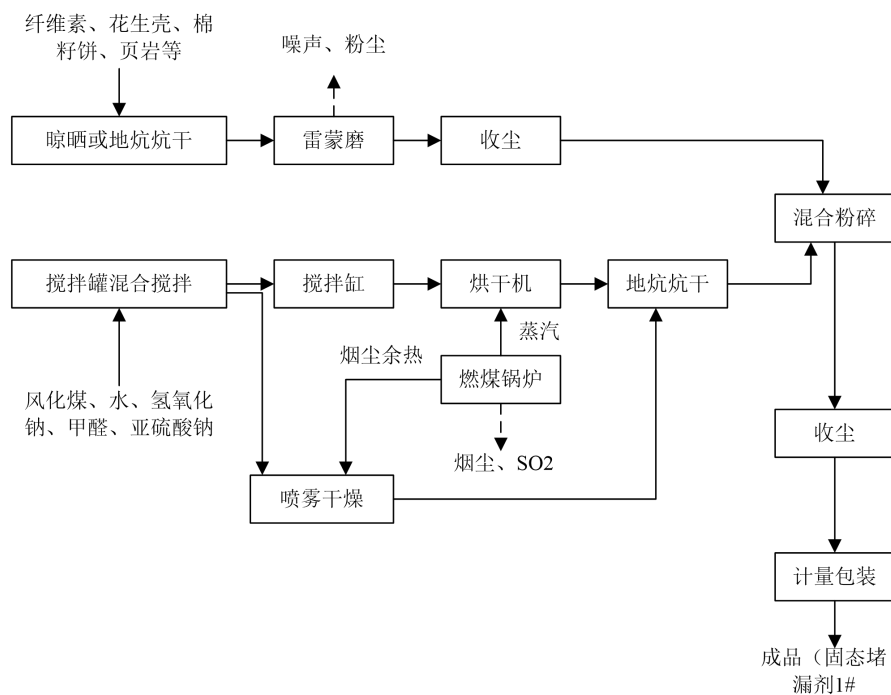 纤维素、花生壳、棉
籽饼、页岩等
噪声、粉尘
晾晒或地炕炕干
雷蒙磨
收尘
混合粉碎
搅拌罐混合搅拌
搅拌缸
烘干机
地炕炕干
蒸汽
烟尘余热
燃煤锅炉
风化煤、水、氢氧化
钠、甲醛、亚硫酸钠
烟尘、SO2
喷雾干燥
收尘
计量包装
成品（固态堵
漏剂1#